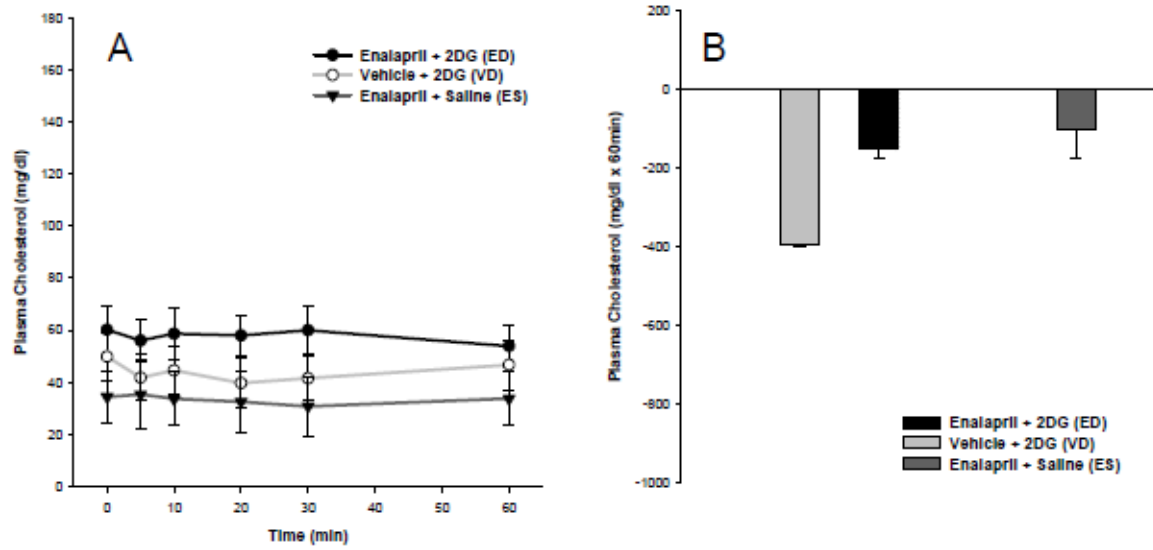 A
180
160
140
120
100
80
60
40
20
0
Plasma Cholesterol (mg/dl)
Enalapril + 2DG (ED)
Vehicle + 2DG (VD)
Enalapril + Saline (ES)
0
10
20
30
40
50
60
Time (min)
B
200
0
-200
-400
-600
-800
-1000
Plasma Cholesterol (mg/dl x 60min)
Enalapril + 2DG (ED)
Vehicle + 2DG (VD)
Enalapril + Saline (ES)